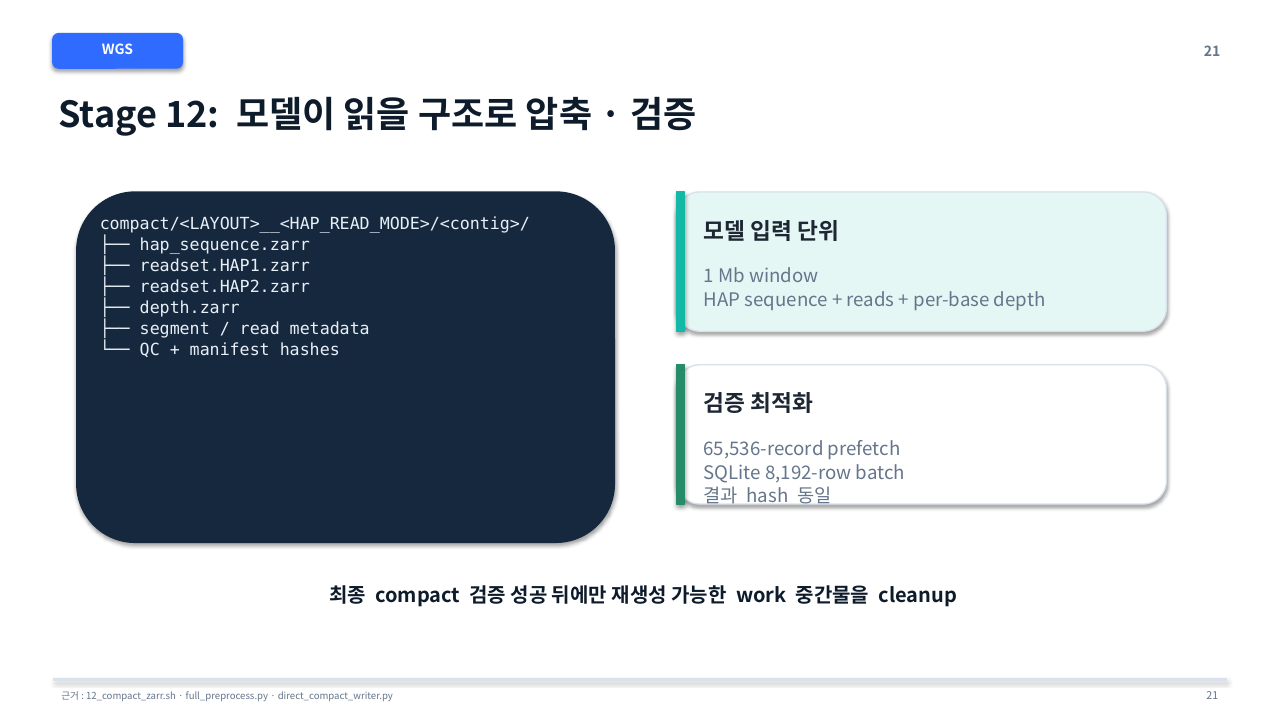 WGS
21
Stage 12: 모델이 읽을 구조로 압축 · 검증
compact/<LAYOUT>__<HAP_READ_MODE>/<contig>/
├── hap_sequence.zarr
├── readset.HAP1.zarr
├── readset.HAP2.zarr
├── depth.zarr
├── segment / read metadata
└── QC + manifest hashes
모델 입력 단위
1 Mb window
HAP sequence + reads + per-base depth
검증 최적화
65,536-record prefetch
SQLite 8,192-row batch
결과 hash 동일
최종 compact 검증 성공 뒤에만 재생성 가능한 work 중간물을 cleanup
근거 : 12_compact_zarr.sh · full_preprocess.py · direct_compact_writer.py
21